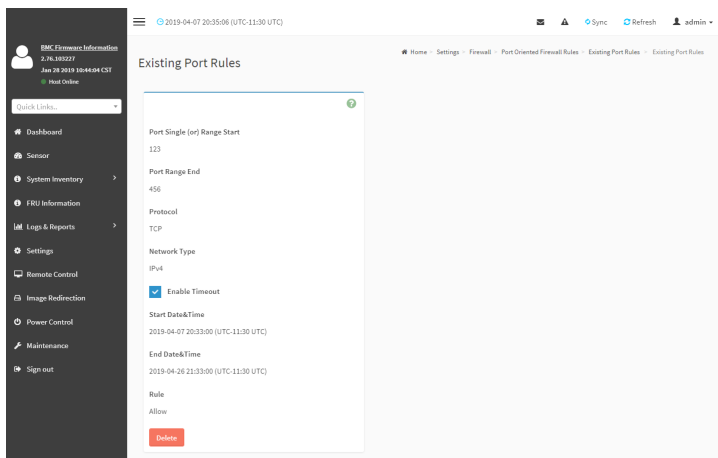 2019-04-07 20:35:06 (UTC-11:30 UTC)
Sync
Refresh
admin
BMC Firmware Information
2.76.103227
Jan 28 2019 10:44:04 CST
Host Online
Quick Links..
Dashboard
Sensor
System Inventory
FRU Information
Logs & Reports
Settings
Remote Control
Image Redirection
Power Control
Maintenance
Sign out
Existing Port Rules
Home - Settings - Firewall - Port Oriented Firewall Rules - Existing Port Rules - Existing Port Rules
Port Single (or) Range Start
123
Port Range End
456
Protocol
TCP
Network Type
IPv4
Enable Timeout
Start Date&Time
2019-04-07 20:33:00 (UTC-11:30 UTC)
End Date&Time
2019-04-26 21:33:00 (UTC-11:30 UTC)
Rule
Allow
Delete